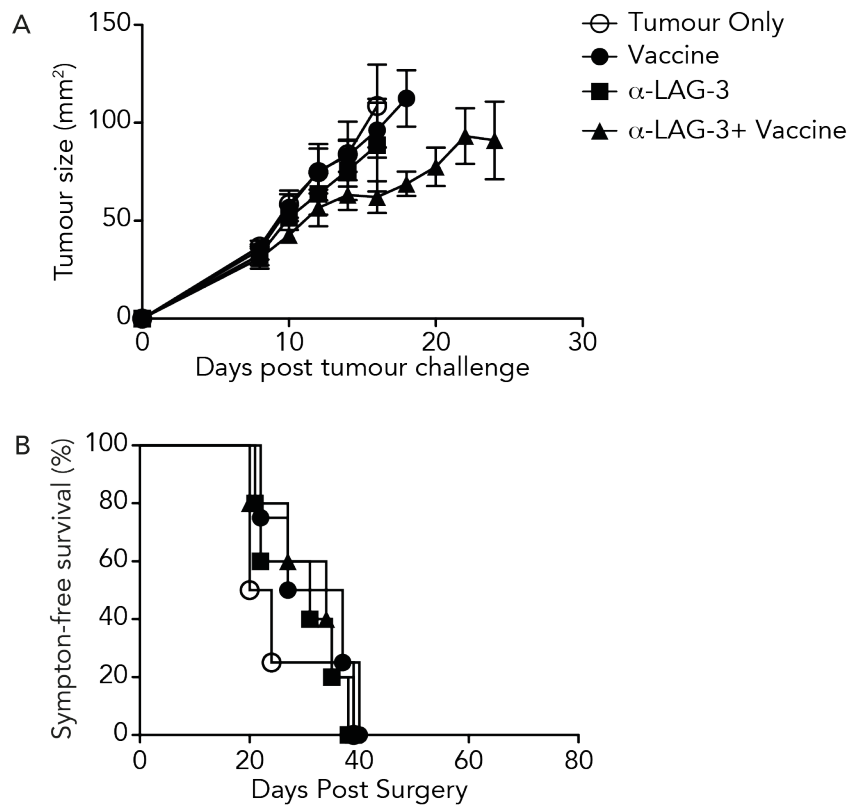 A
150
100
50
0
Tumour size (mm²)
0 10 20 30
Days post tumour challenge
Tumour Only
Vaccine
α-LAG-3
α-LAG-3+ Vaccine
B
100
80
60
40
20
0
Sympton-free survival (%)
0 20 40 60 80
Days Post Surgery